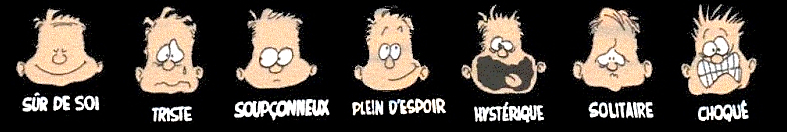 SÛR DE SOI
TRISTE
SOUPÇONNEUX
PLEIN D'ESPOIR
HYSTÉRIQUE
SOLITAIRE
CHOQUÉ